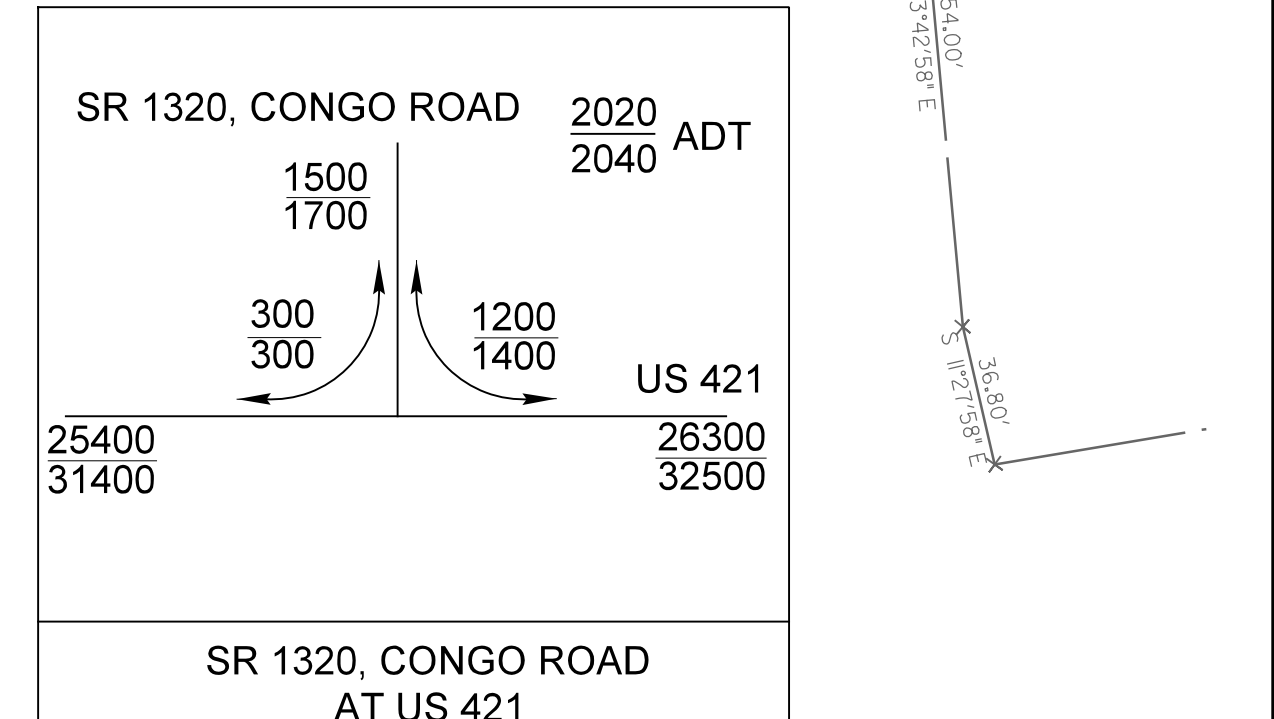 SR 1320, CONGO ROAD
2020
2040
ADT
1500
1700
300
300
1200
1400
US 421
25400
31400
26300
32500
SR 1320, CONGO ROAD
AT US 421
54.00'
3°42'58" E
36.80'
S 11°27'58" E